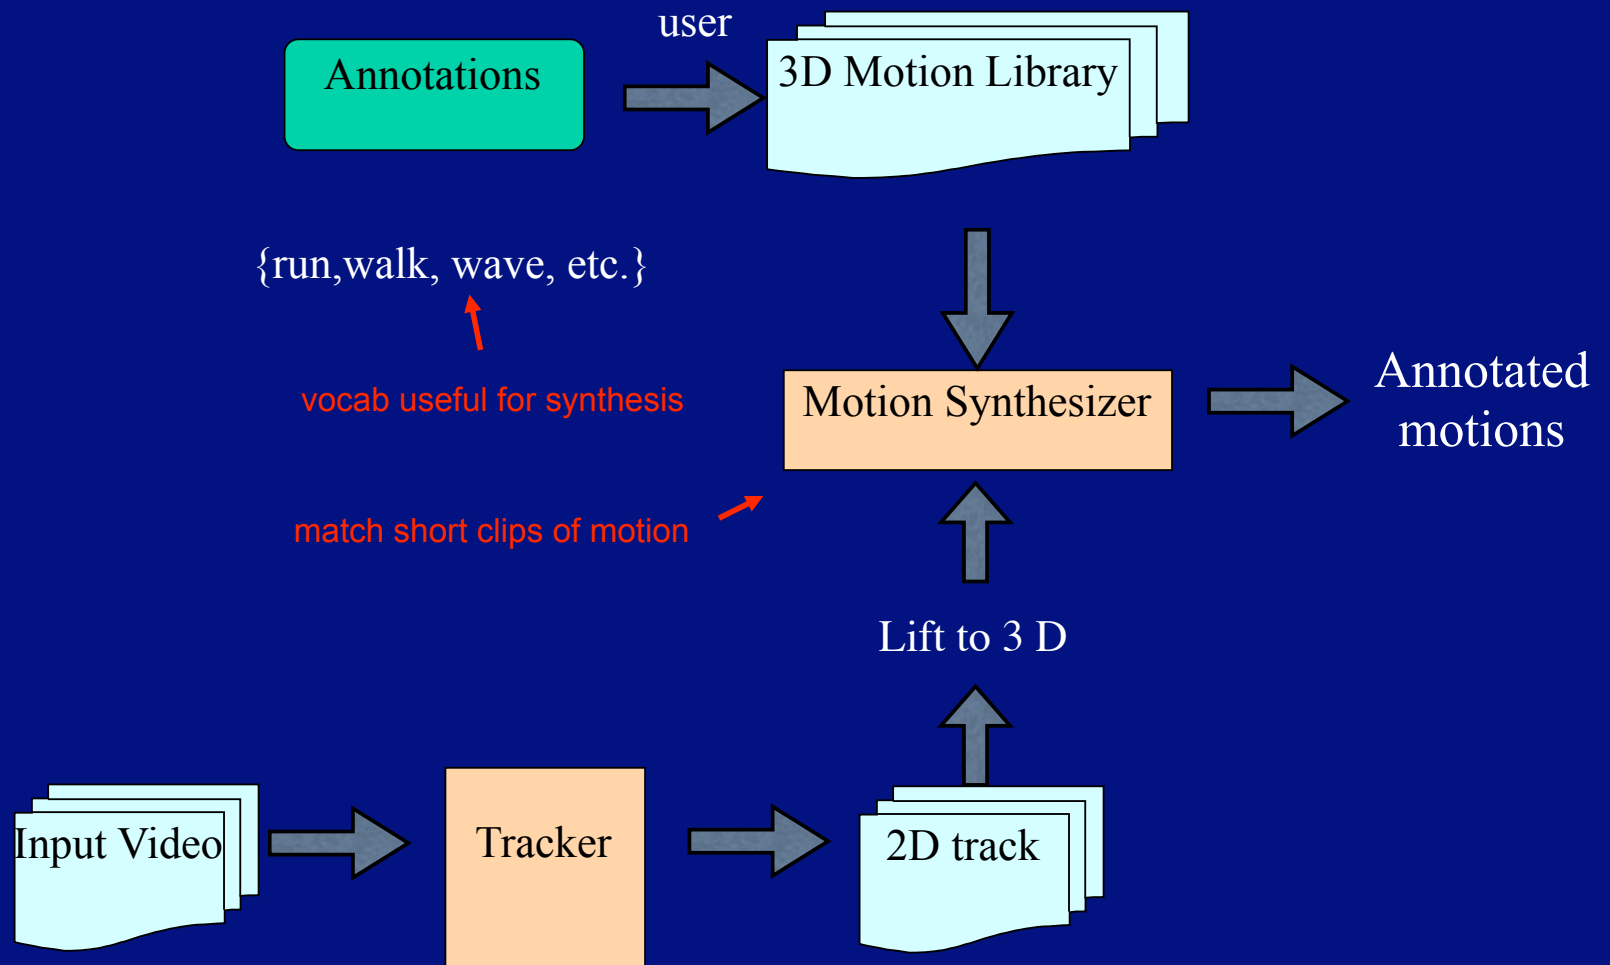 user
Annotations
3D Motion Library
{run,walk, wave, etc.}
vocab useful for synthesis
Motion Synthesizer
Annotated
motions
match short clips of motion
Lift to 3 D
Input Video
Tracker
2D track